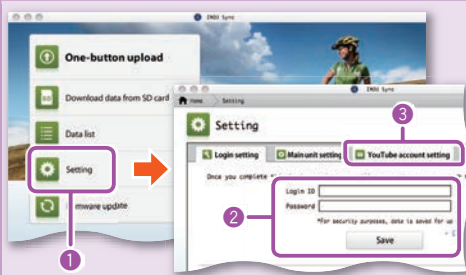 INOU Sync
One-button upload
Download data from SD card
Data list
Setting
mware update
1
INOU Sync
Home
Setting
Setting
3
Login setting
Main unit setting
YouTube account setting
Once you complete
2
Login ID
Password
*For security purposes, data is saved for up
Save